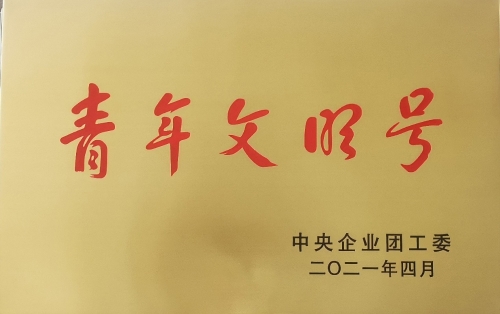 青年文明号
中央企业团工委
二〇二一年四月